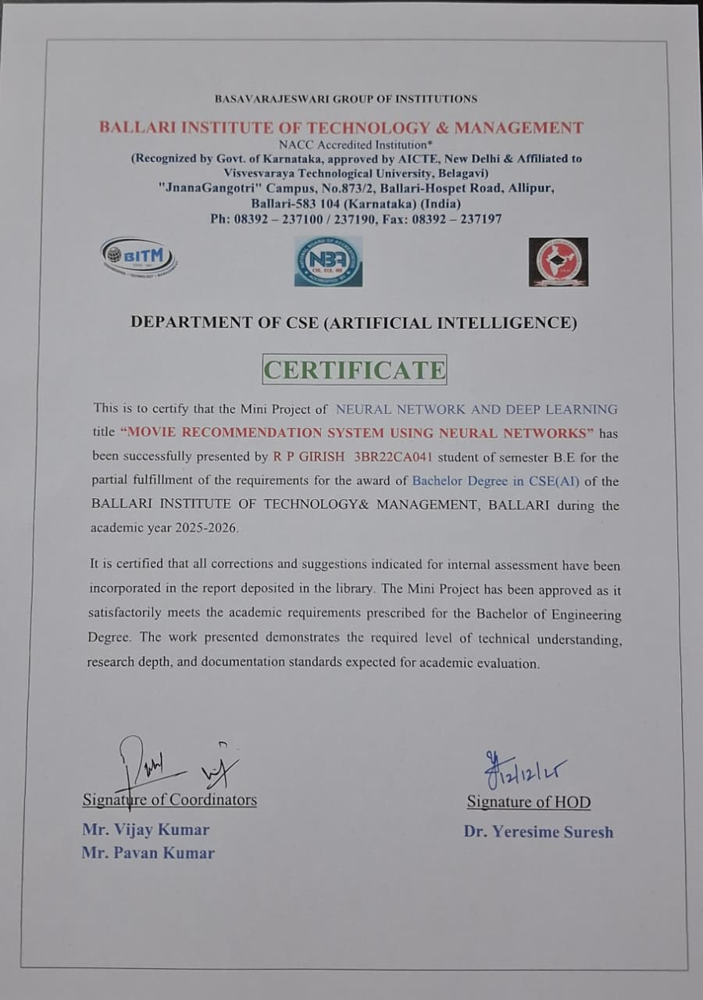 BASAVARAJESWARI GROUP OF INSTITUTIONS
BALLARI INSTITUTE OF TECHNOLOGY & MANAGEMENT
NACC Accredited Institution*
(Recognized by Govt. of Karnataka, approved by AICTE, New Delhi & Affiliated to
Visvesvaraya Technological University, Belagavi)
"JnanaGangotri" Campus, No.873/2, Ballari-Hospet Road, Allipur,
Ballari-583 104 (Karnataka) (India)
Ph: 08392 – 237100 / 237190, Fax: 08392 – 237197
BITM
NBA
DEPARTMENT OF CSE (ARTIFICIAL INTELLIGENCE)
CERTIFICATE
This is to certify that the Mini Project of NEURAL NETWORK AND DEEP LEARNING
title “MOVIE RECOMMENDATION SYSTEM USING NEURAL NETWORKS” has
been successfully presented by R P GIRISH 3BR22CA041 student of semester B.E for the
partial fulfillment of the requirements for the award of Bachelor Degree in CSE(AI) of the
BALLARI INSTITUTE OF TECHNOLOGY& MANAGEMENT, BALLARI during the
academic year 2025-2026.
It is certified that all corrections and suggestions indicated for internal assessment have been
incorporated in the report deposited in the library. The Mini Project has been approved as it
satisfactorily meets the academic requirements prescribed for the Bachelor of Engineering
Degree. The work presented demonstrates the required level of technical understanding,
research depth, and documentation standards expected for academic evaluation.
12/12/25
Signature of Coordinators
Signature of HOD
Mr. Vijay Kumar
Dr. Yeresime Suresh
Mr. Pavan Kumar